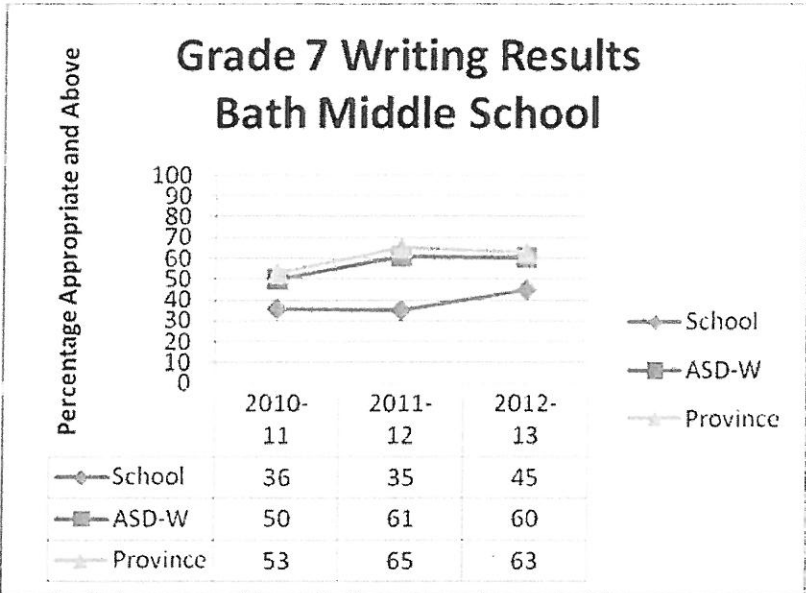 Grade 7 Writing Results
Bath Middle School
Percentage Appropriate and Above
100
90
80
70
60
50
40
30
20
10
0
School
ASD-W
Province
2010-11 2011-12 2012-13
School 36 35 45
ASD-W 50 61 60
Province 53 65 63